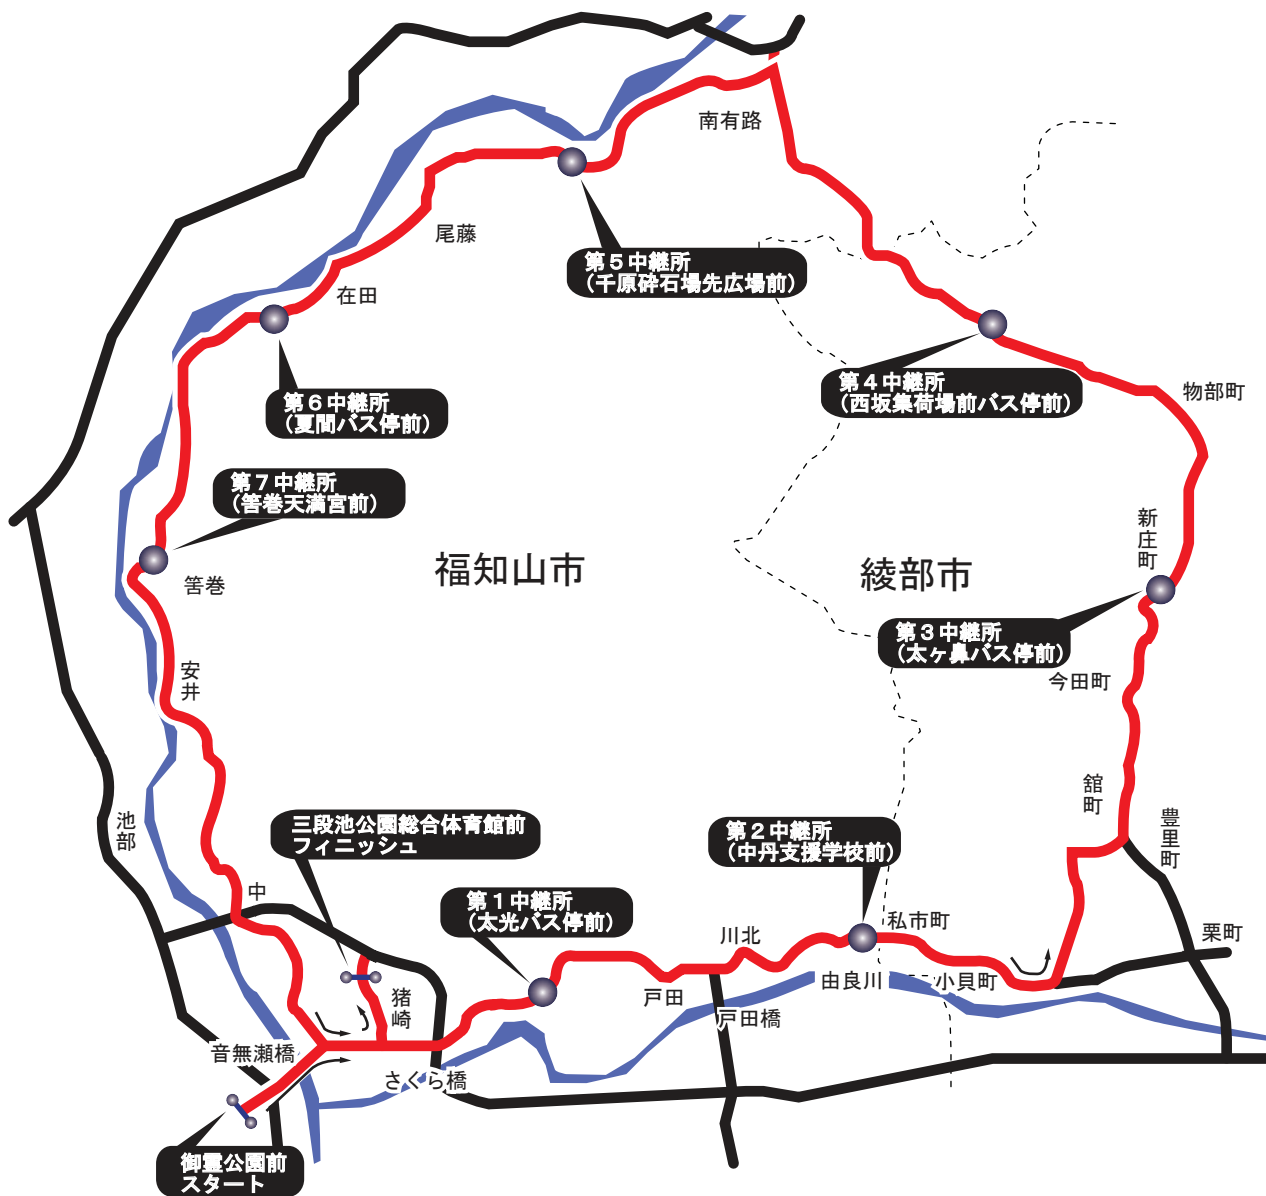 南有路
尾藤
第５中継所
（千原砕石場先広場前）
在田
第４中継所
（西坂集荷場前バス停前）
物部町
第６中継所
（夏間バス停前）
第７中継所
（筈巻天満宮前）
新庄町
福知山市
綾部市
筈巻
第３中継所
（太ヶ鼻バス停前）
安井
今田町
舘町
豊里町
池部
三段池公園総合体育館前
フィニッシュ
第２中継所
（中丹支援学校前）
中
第１中継所
（太光バス停前）
私市町
川北
栗町
由良川
小貝町
戸田
戸田橋
猪崎
音無瀬橋
さくら橋
御霊公園前
スタート